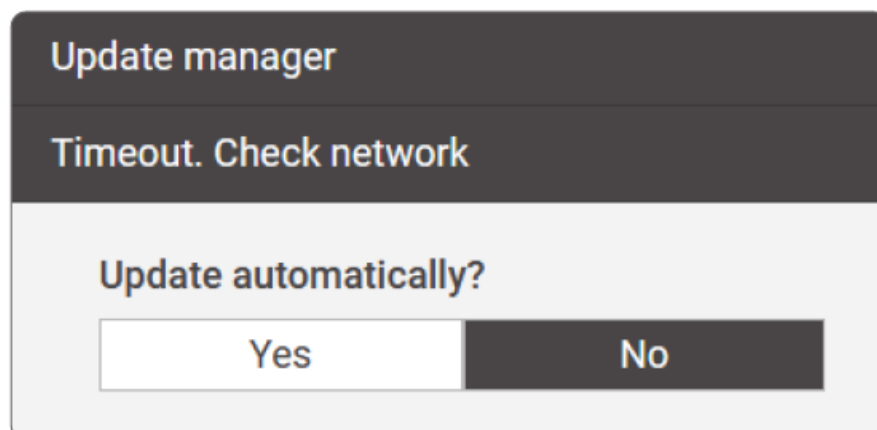 Update manager
Timeout. Check network
Update automatically?
Yes No